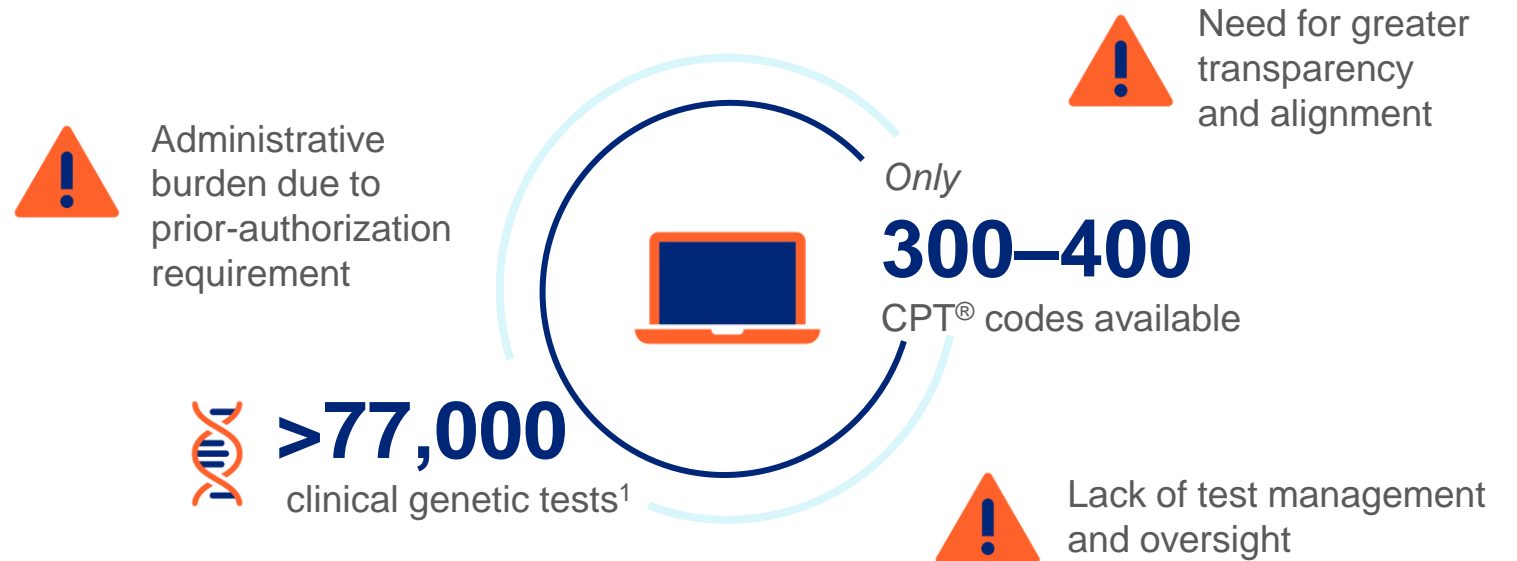 Need for greater
transparency
and alignment
Administrative
burden due to
prior-authorization
requirement
Only
300–400
CPT® codes available
>77,000
clinical genetic tests¹
Lack of test management
and oversight